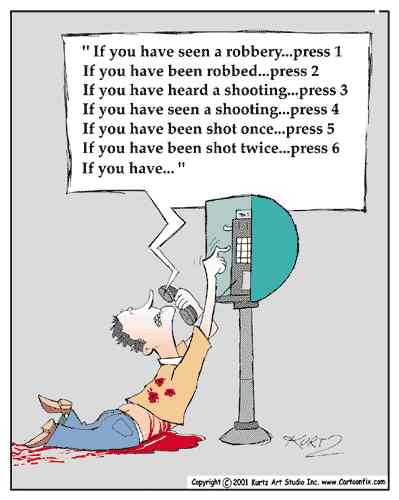 " If you have seen a robbery...press 1
If you have been robbed...press 2
If you have heard a shooting...press 3
If you have seen a shooting...press 4
If you have been shot once...press 5
If you have been shot twice...press 6
If you have... "
KURTZ
Copyright © 2001 Kurtz Art Studio Inc. www.Cartoonfix.com